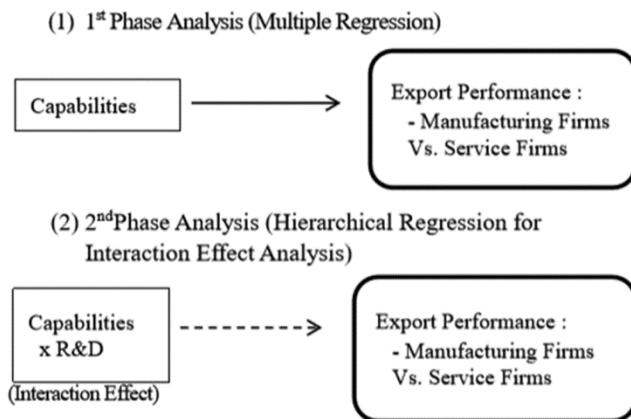 (1) 1st Phase Analysis (Multiple Regression)
Capabilities
Export Performance :
- Manufacturing Firms
Vs. Service Firms
(2) 2ndPhase Analysis (Hierarchical Regression for
Interaction Effect Analysis)
Capabilities
x R&D
(Interaction Effect)
Export Performance :
- Manufacturing Firms
Vs. Service Firms